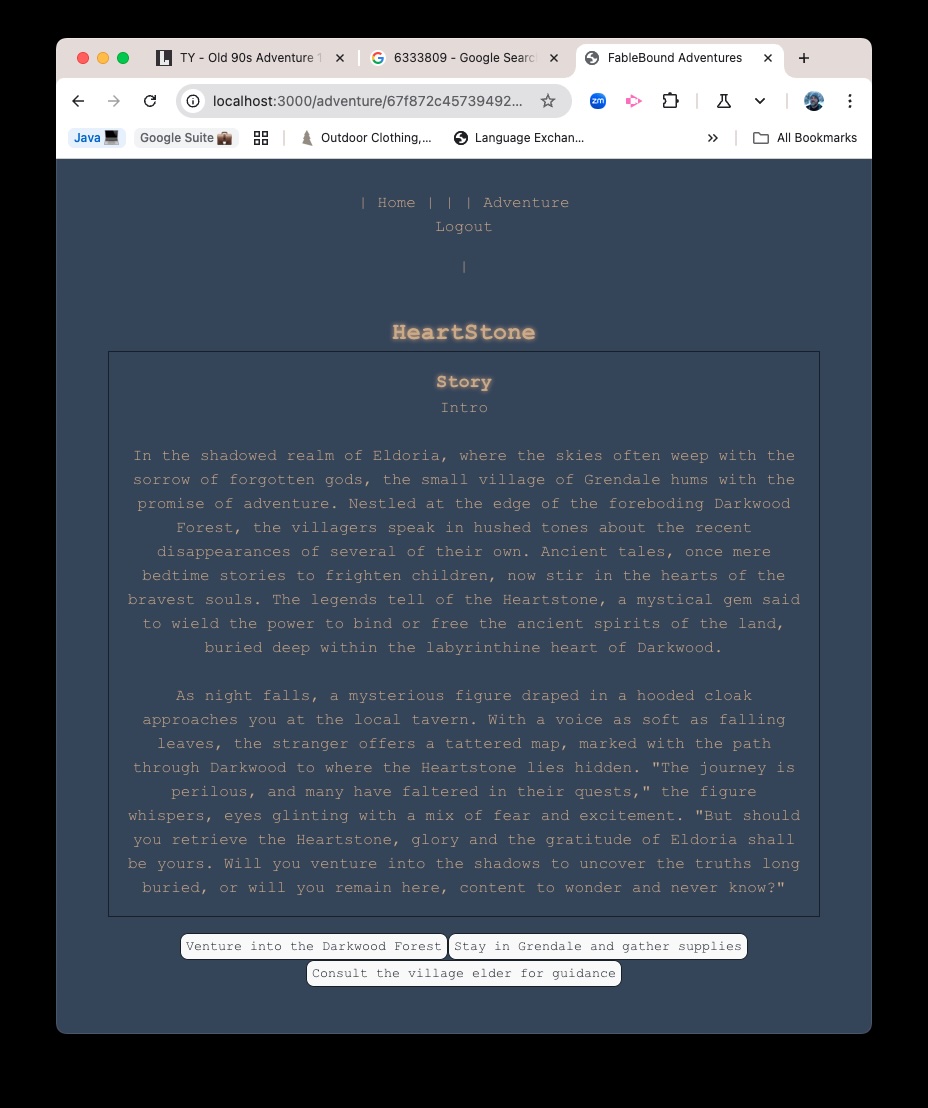 TY - Old 90s Adventure
6333809 - Google Search
FableBound Adventures
localhost:3000/adventure/67f872c45739492...
zm
Java
Google Suite
Outdoor Clothing,...
Language Exchan...
»
All Bookmarks
| Home | | | Adventure
Logout
|
HeartStone
Story
Intro
In the shadowed realm of Eldoria, where the skies often weep with the
sorrow of forgotten gods, the small village of Grendale hums with the
promise of adventure. Nestled at the edge of the foreboding Darkwood
Forest, the villagers speak in hushed tones about the recent
disappearances of several of their own. Ancient tales, once mere
bedtime stories to frighten children, now stir in the hearts of the
bravest souls. The legends tell of the Heartstone, a mystical gem said
to wield the power to bind or free the ancient spirits of the land,
buried deep within the labyrinthine heart of Darkwood.
As night falls, a mysterious figure draped in a hooded cloak
approaches you at the local tavern. With a voice as soft as falling
leaves, the stranger offers a tattered map, marked with the path
through Darkwood to where the Heartstone lies hidden. "The journey is
perilous, and many have faltered in their quests," the figure
whispers, eyes glinting with a mix of fear and excitement. "But should
you retrieve the Heartstone, glory and the gratitude of Eldoria shall
be yours. Will you venture into the shadows to uncover the truths long
buried, or will you remain here, content to wonder and never know?"
Venture into the Darkwood Forest
Stay in Grendale and gather supplies
Consult the village elder for guidance